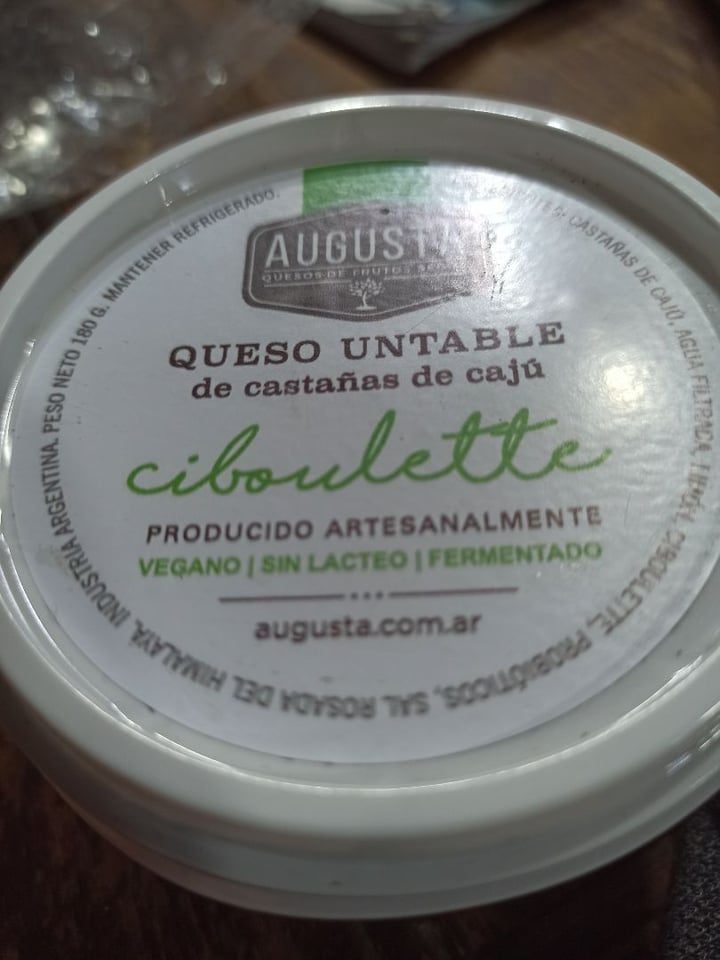 AUGUSTA
QUESOS DE FRUTOS SECOS
QUESO UNTABLE
de castañas de cajú
ciboulette
PRODUCIDO ARTESANALMENTE
VEGANO | SIN LACTEO | FERMENTADO
augusta.com.ar
CASTAÑAS DE CAJÚ, AGUA FILTRADA, LIMÓN, CIBOULETTE, PROBIÓTICOS, SAL ROSADA DEL HIMALAYA. INDUSTRIA ARGENTINA. PESO NETO 180 G. MANTENER REFRIGERADO.